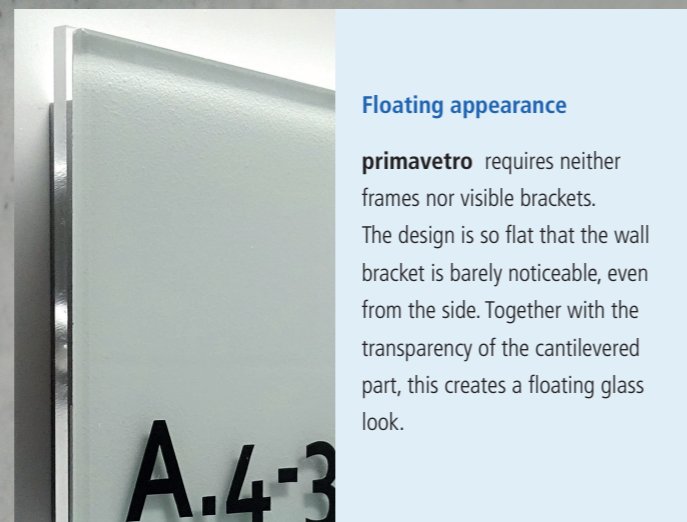 Floating appearance
primavetro requires neither
frames nor visible brackets.
The design is so flat that the wall
bracket is barely noticeable, even
from the side. Together with the
transparency of the cantilevered
part, this creates a floating glass
look.
A.4-3